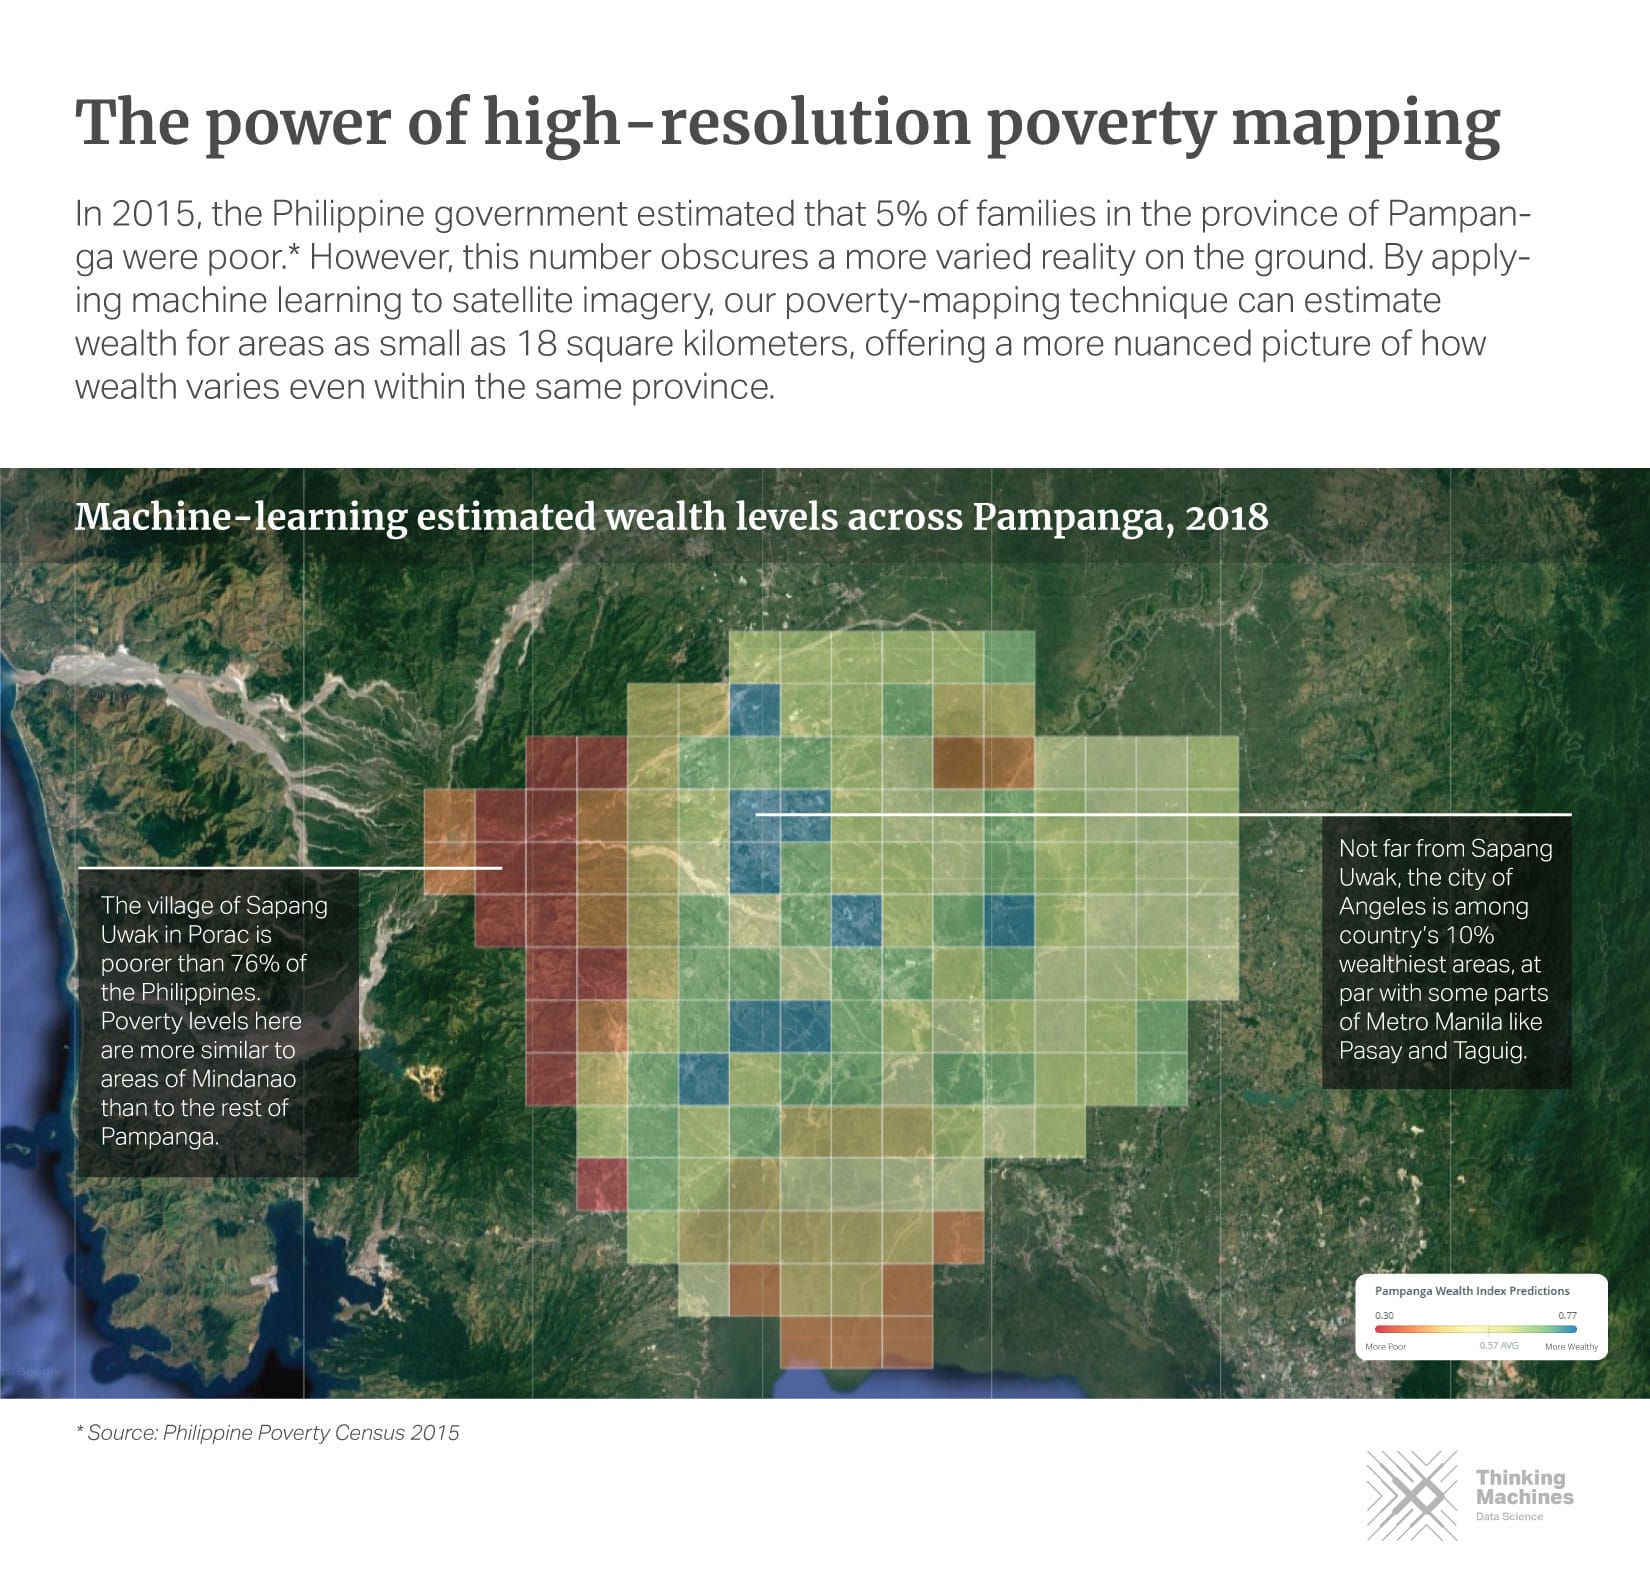 The power of high-resolution poverty mapping
In 2015, the Philippine government estimated that 5% of families in the province of Pampan-
ga were poor.* However, this number obscures a more varied reality on the ground. By apply-
ing machine learning to satellite imagery, our poverty-mapping technique can estimate
wealth for areas as small as 18 square kilometers, offering a more nuanced picture of how
wealth varies even within the same province.
Machine-learning estimated wealth levels across Pampanga, 2018
The village of Sapang
Uwak in Porac is
poorer than 76% of
the Philippines.
Poverty levels here
are more similar to
areas of Mindanao
than to the rest of
Pampanga.
Not far from Sapang
Uwak, the city of
Angeles is among
country's 10%
wealthiest areas, at
par with some parts
of Metro Manila like
Pasay and Taguig.
Pampanga Wealth Index Predictions
0.30 0.77
More Poor 0.57 AVG More Wealthy
* Source: Philippine Poverty Census 2015
Thinking
Machines
Data Science